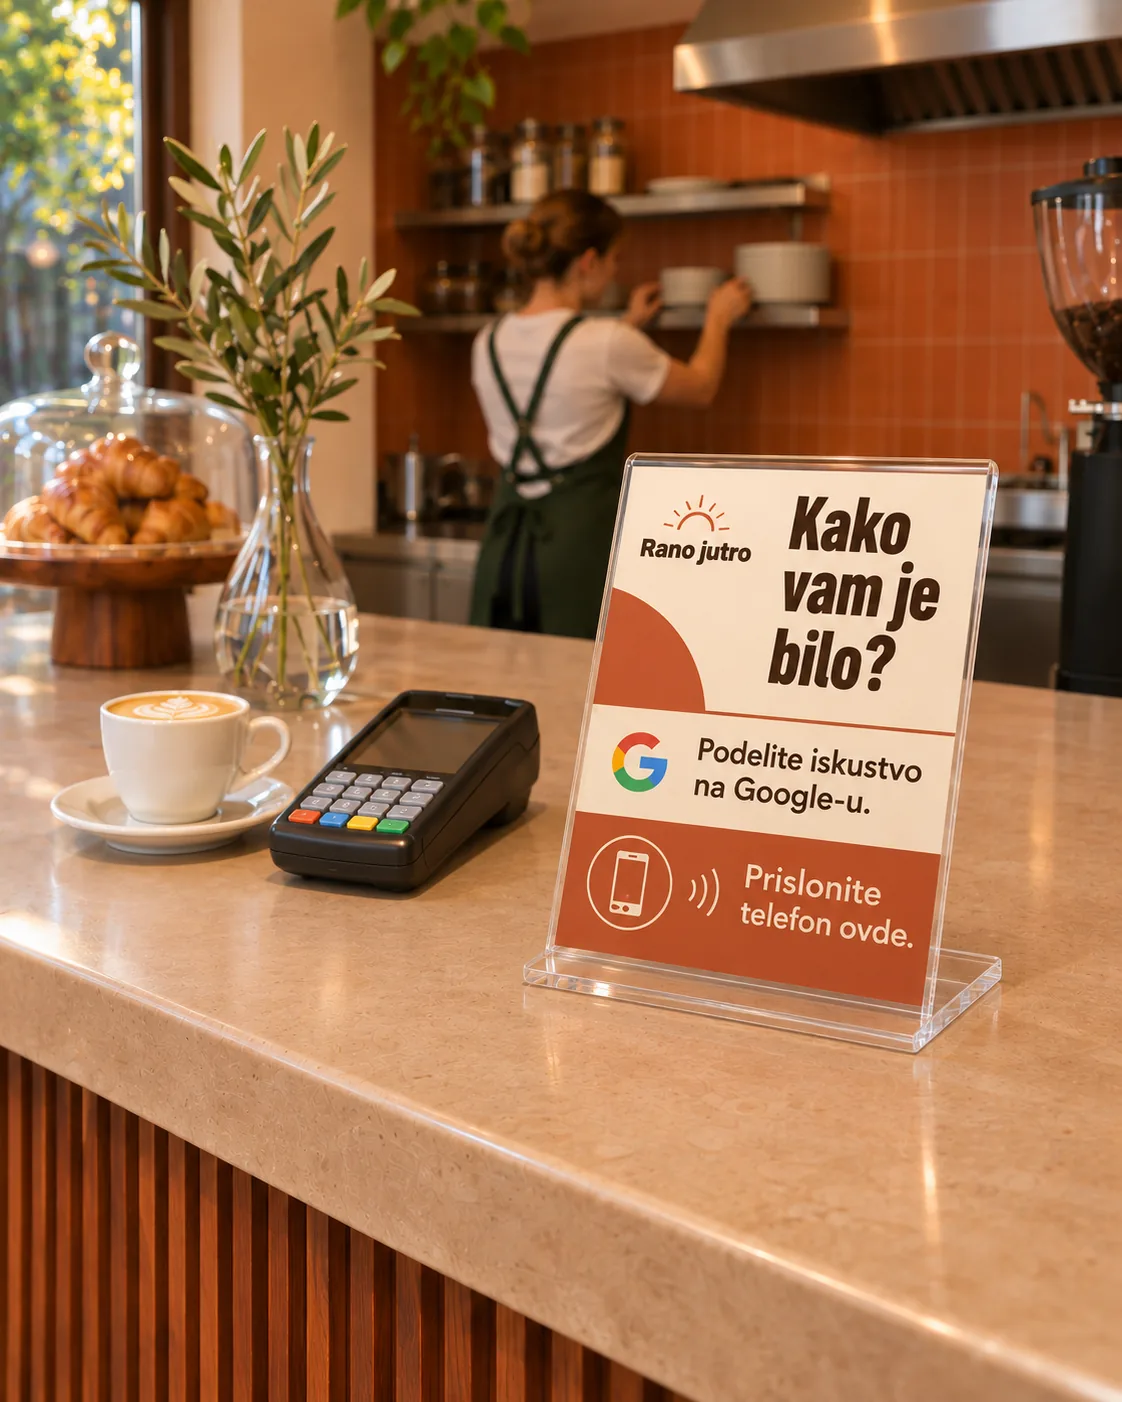 Rano jutro
Kako
vam je
bilo?
Podelite iskustvo
na Google-u.
Prislonite
telefon ovde.